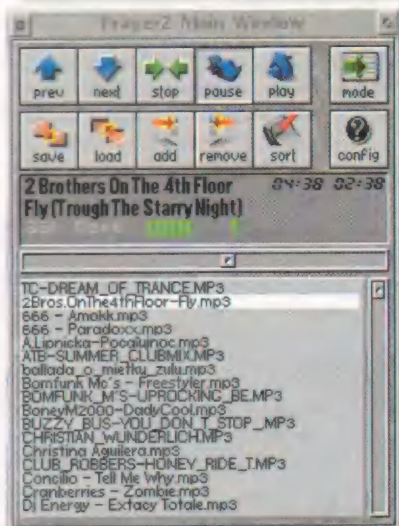 Frayer2 Main Window
prev next stop pause play mode
save load add remove sort config
2 Brothers On The 4th Floor 04:38 02:38
Fly (Trough The Starry Night)
TC-DREAM_OF_TRANCE.MP3
2Bros.OnThe4thFloor-Fly.mp3
666 - Amokk.mp3
666 - Paradoxx.mp3
A.Lipnicka-Pocaluinoc.mp3
ATB-SUMMER_CLUBMIX.MP3
ballada_o_mietku_zulu.mp3
Bomfunk Mc's - Freestyler.mp3
BOMFUNK_M'S-UPROCKING_BE.MP3
BoneyM2000-DadyCool.mp3
BUZZY_BUS-YOU_DON_T_STOP_.MP3
CHRISTIAN_WUNDERLICH.MP3
Christina Aguilera.mp3
CLUB_ROBBERS-HONEY_RIDE_T.MP3
Concilio - Tell Me Why.mp3
Cranberries - Zombie.mp3
Dj Energy - Extacy Totale.mp3